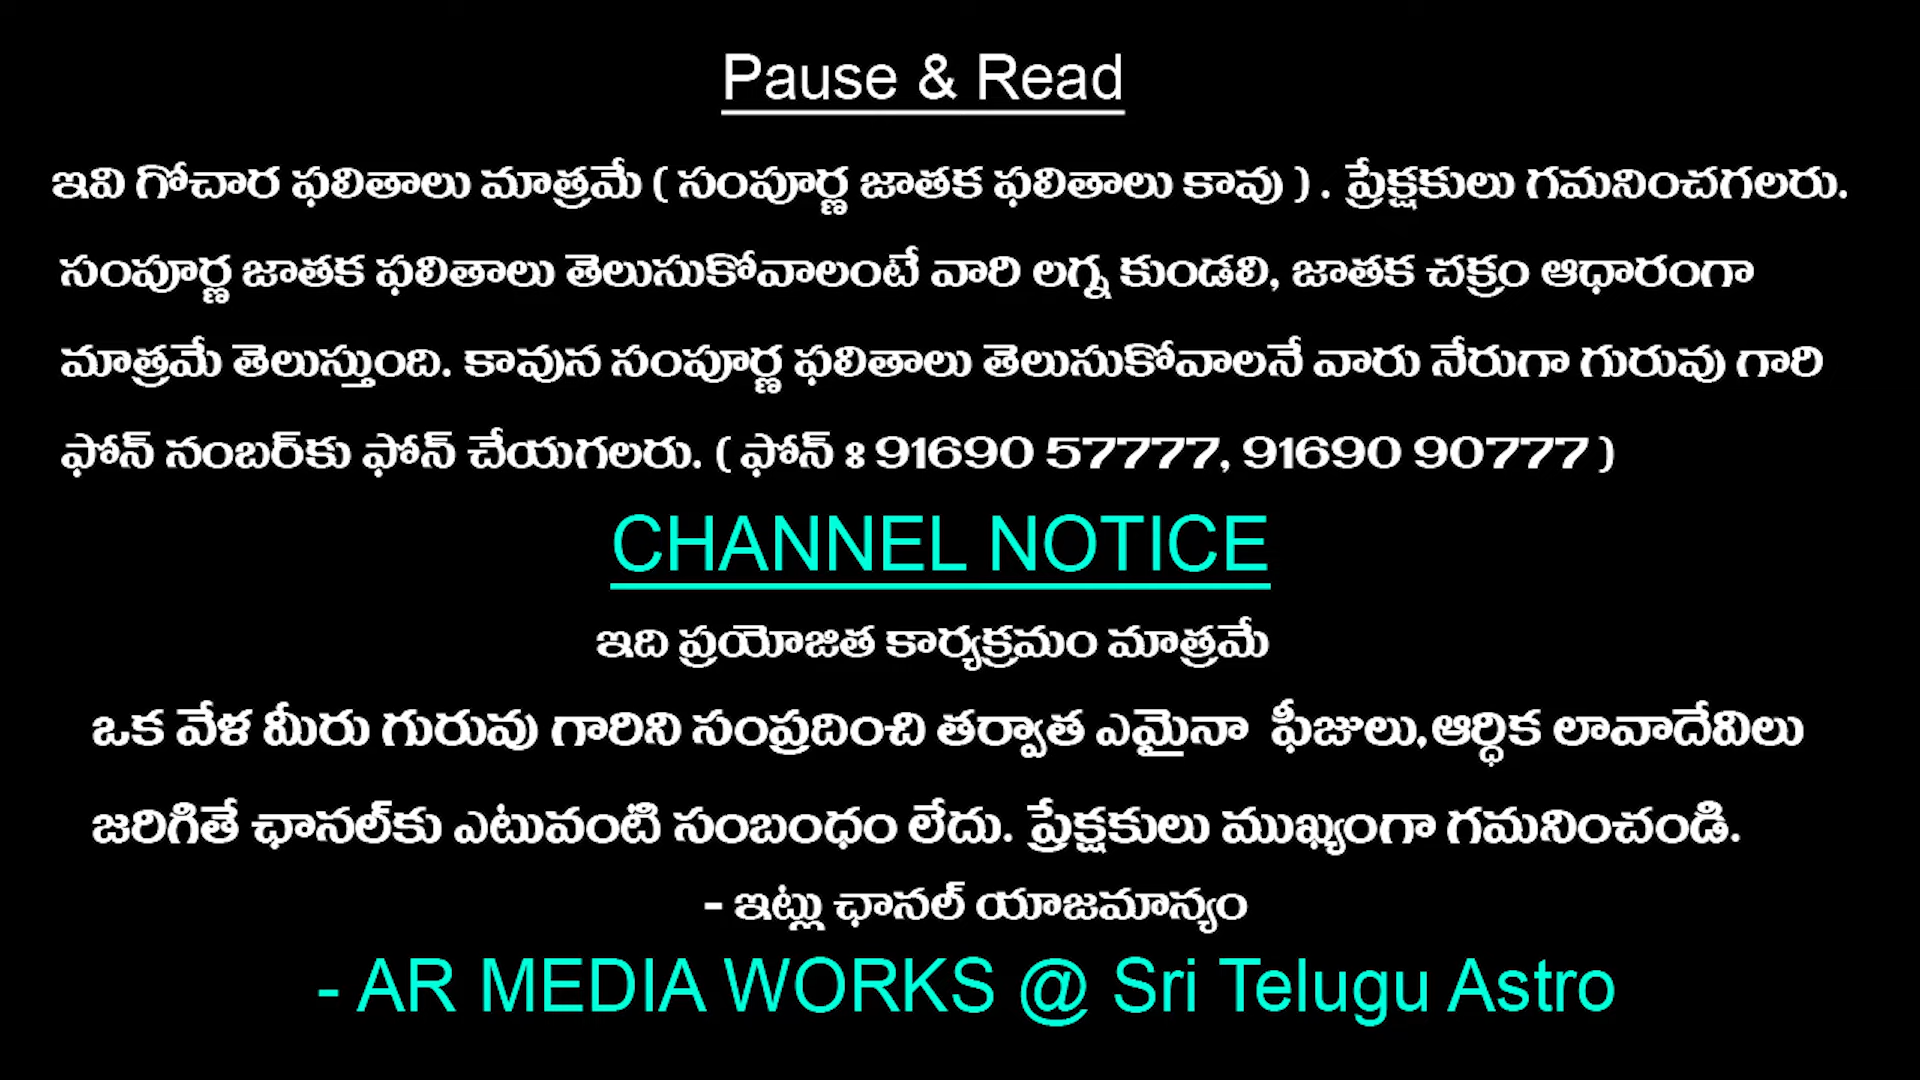 Pause & Read
ఇవి గోచార ఫలితాలు మాత్రమే ( సంపూర్ణ జాతక ఫలితాలు కావు ) . ప్రేక్షకులు గమనించగలరు.
సంపూర్ణ జాతక ఫలితాలు తెలుసుకోవాలంటే వారి లగ్న కుండలి, జాతక చక్రం ఆధారంగా
మాత్రమే తెలుస్తుంది. కావున సంపూర్ణ ఫలితాలు తెలుసుకోవాలనే వారు నేరుగా గురువు గారి
ఫోన్ నంబర్‌కు ఫోన్ చేయగలరు. ( ఫోన్ ః 91690 57777, 91690 90777 )
CHANNEL NOTICE
ఇది ప్రయోజిత కార్యక్రమం మాత్రమే
ఒక వేళ మీరు గురువు గారిని సంప్రదించి తర్వాత ఎమైనా ఫీజులు,ఆర్ధిక లావాదేవిలు
జరిగితే ఛానల్‌కు ఎటువంటి సంబంధం లేదు. ప్రేక్షకులు ముఖ్యంగా గమనించండి.
- ఇట్లు ఛానల్ యాజమాన్యం
- AR MEDIA WORKS @ Sri Telugu Astro